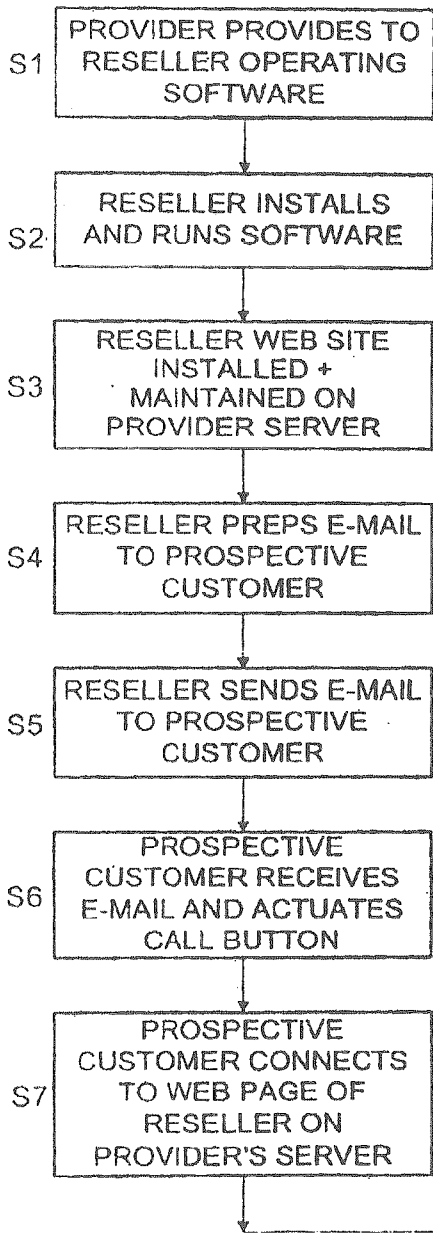 S1
PROVIDER PROVIDES TO
RESELLER OPERATING
SOFTWARE
S2
RESELLER INSTALLS
AND RUNS SOFTWARE
S3
RESELLER WEB SITE
INSTALLED +
MAINTAINED ON
PROVIDER SERVER
S4
RESELLER PREPS E-MAIL
TO PROSPECTIVE
CUSTOMER
S5
RESELLER SENDS E-MAIL
TO PROSPECTIVE
CUSTOMER
S6
PROSPECTIVE
CUSTOMER RECEIVES
E-MAIL AND ACTUATES
CALL BUTTON
S7
PROSPECTIVE
CUSTOMER CONNECTS
TO WEB PAGE OF
RESELLER ON
PROVIDER'S SERVER